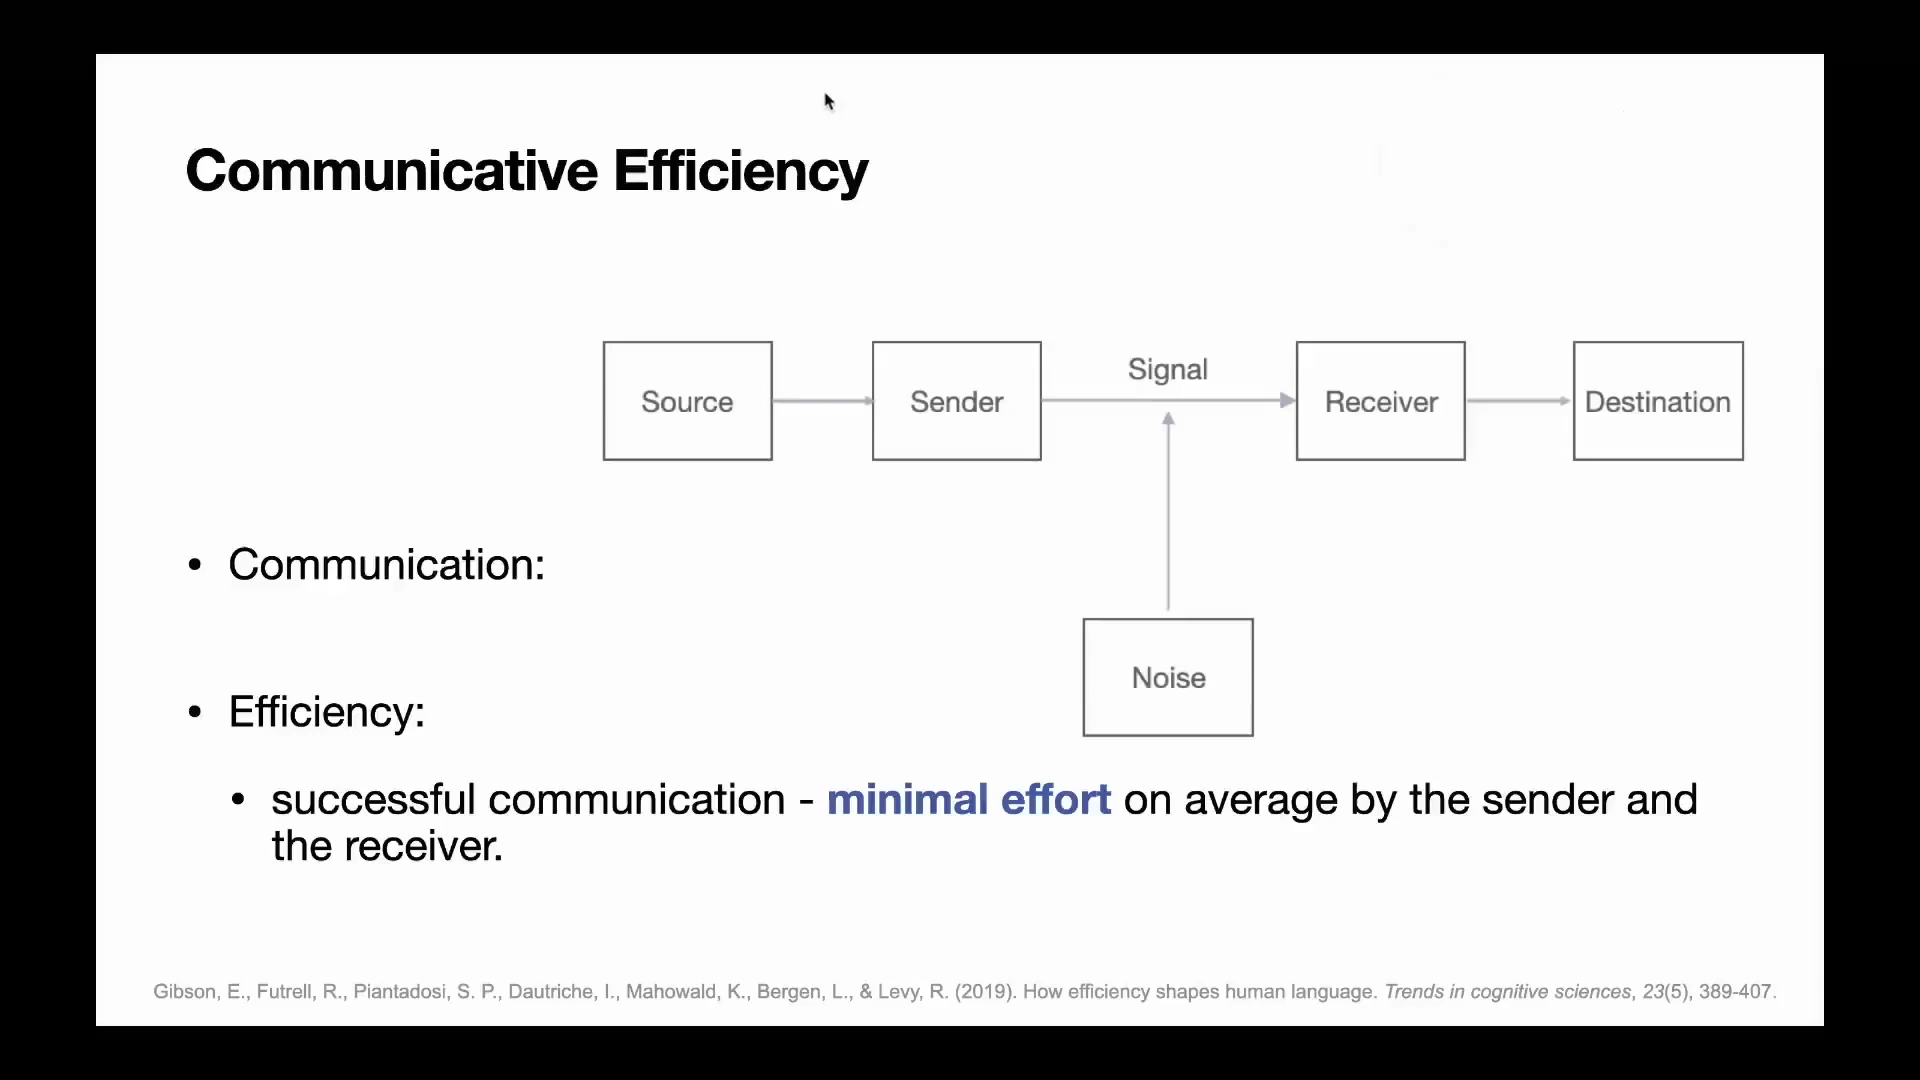 Communicative Efficiency
Signal
Source
Sender
Receiver
Destination
• Communication:
Noise
• Efficiency:
• successful communication - minimal effort on average by the sender and
the receiver.
Gibson, E., Futrell, R., Piantadosi, S. P., Dautriche, I., Mahowald, K., Bergen, L., & Levy, R. (2019). How efficiency shapes human language. Trends in cognitive sciences, 23(5), 389-407.